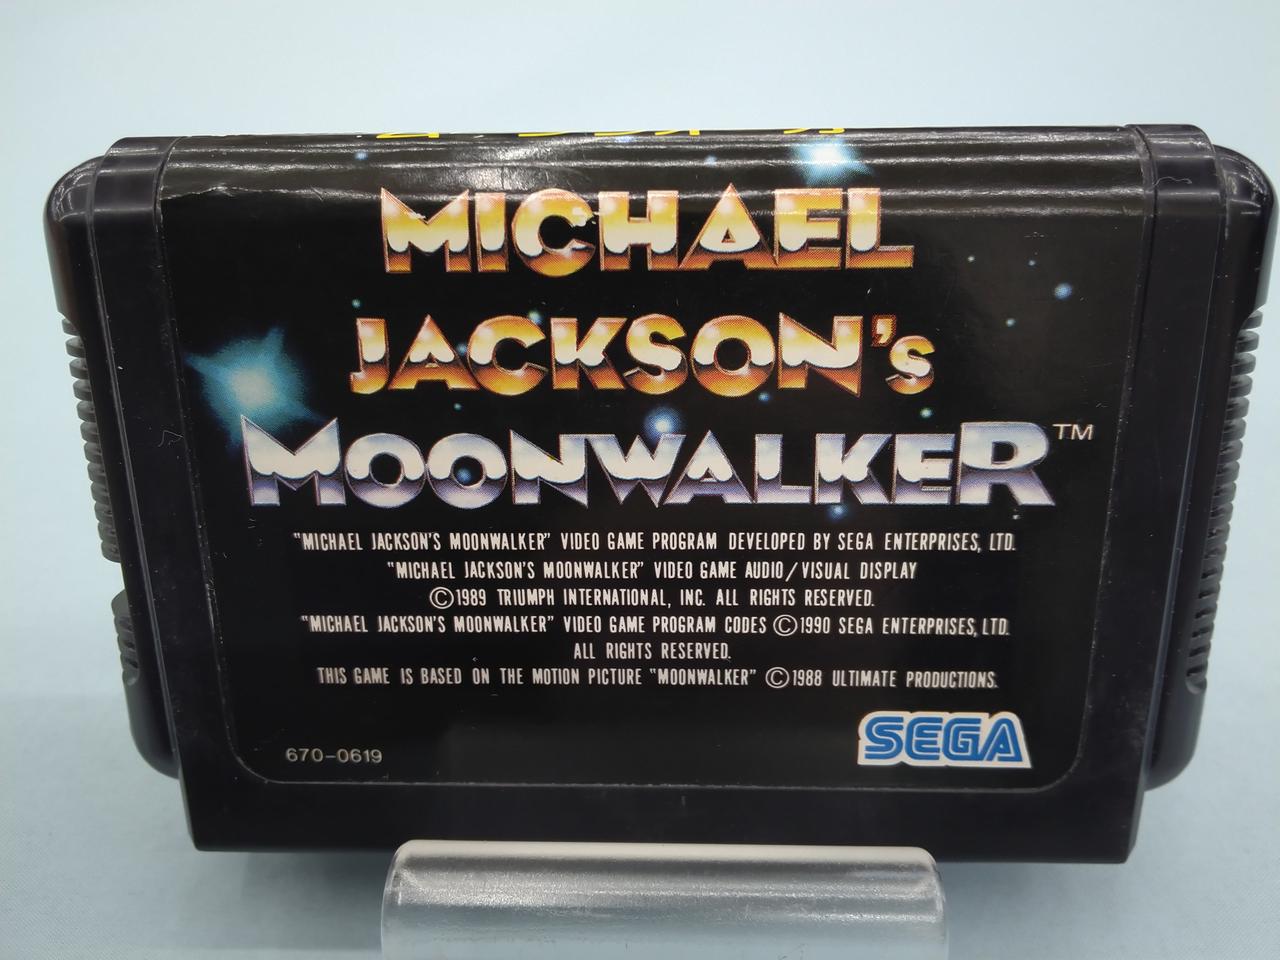 MICHAEL
JACKSON's
MOONWALKER™
"MICHAEL JACKSON'S MOONWALKER" VIDEO GAME PROGRAM DEVELOPED BY SEGA ENTERPRISES, LTD.
"MICHAEL JACKSON'S MOONWALKER" VIDEO GAME AUDIO/VISUAL DISPLAY
©1989 TRIUMPH INTERNATIONAL, INC. ALL RIGHTS RESERVED.
"MICHAEL JACKSON'S MOONWALKER" VIDEO GAME PROGRAM CODES ©1990 SEGA ENTERPRISES, LTD.
ALL RIGHTS RESERVED.
THIS GAME IS BASED ON THE MOTION PICTURE "MOONWALKER" ©1988 ULTIMATE PRODUCTIONS.
670-0619
SEGA